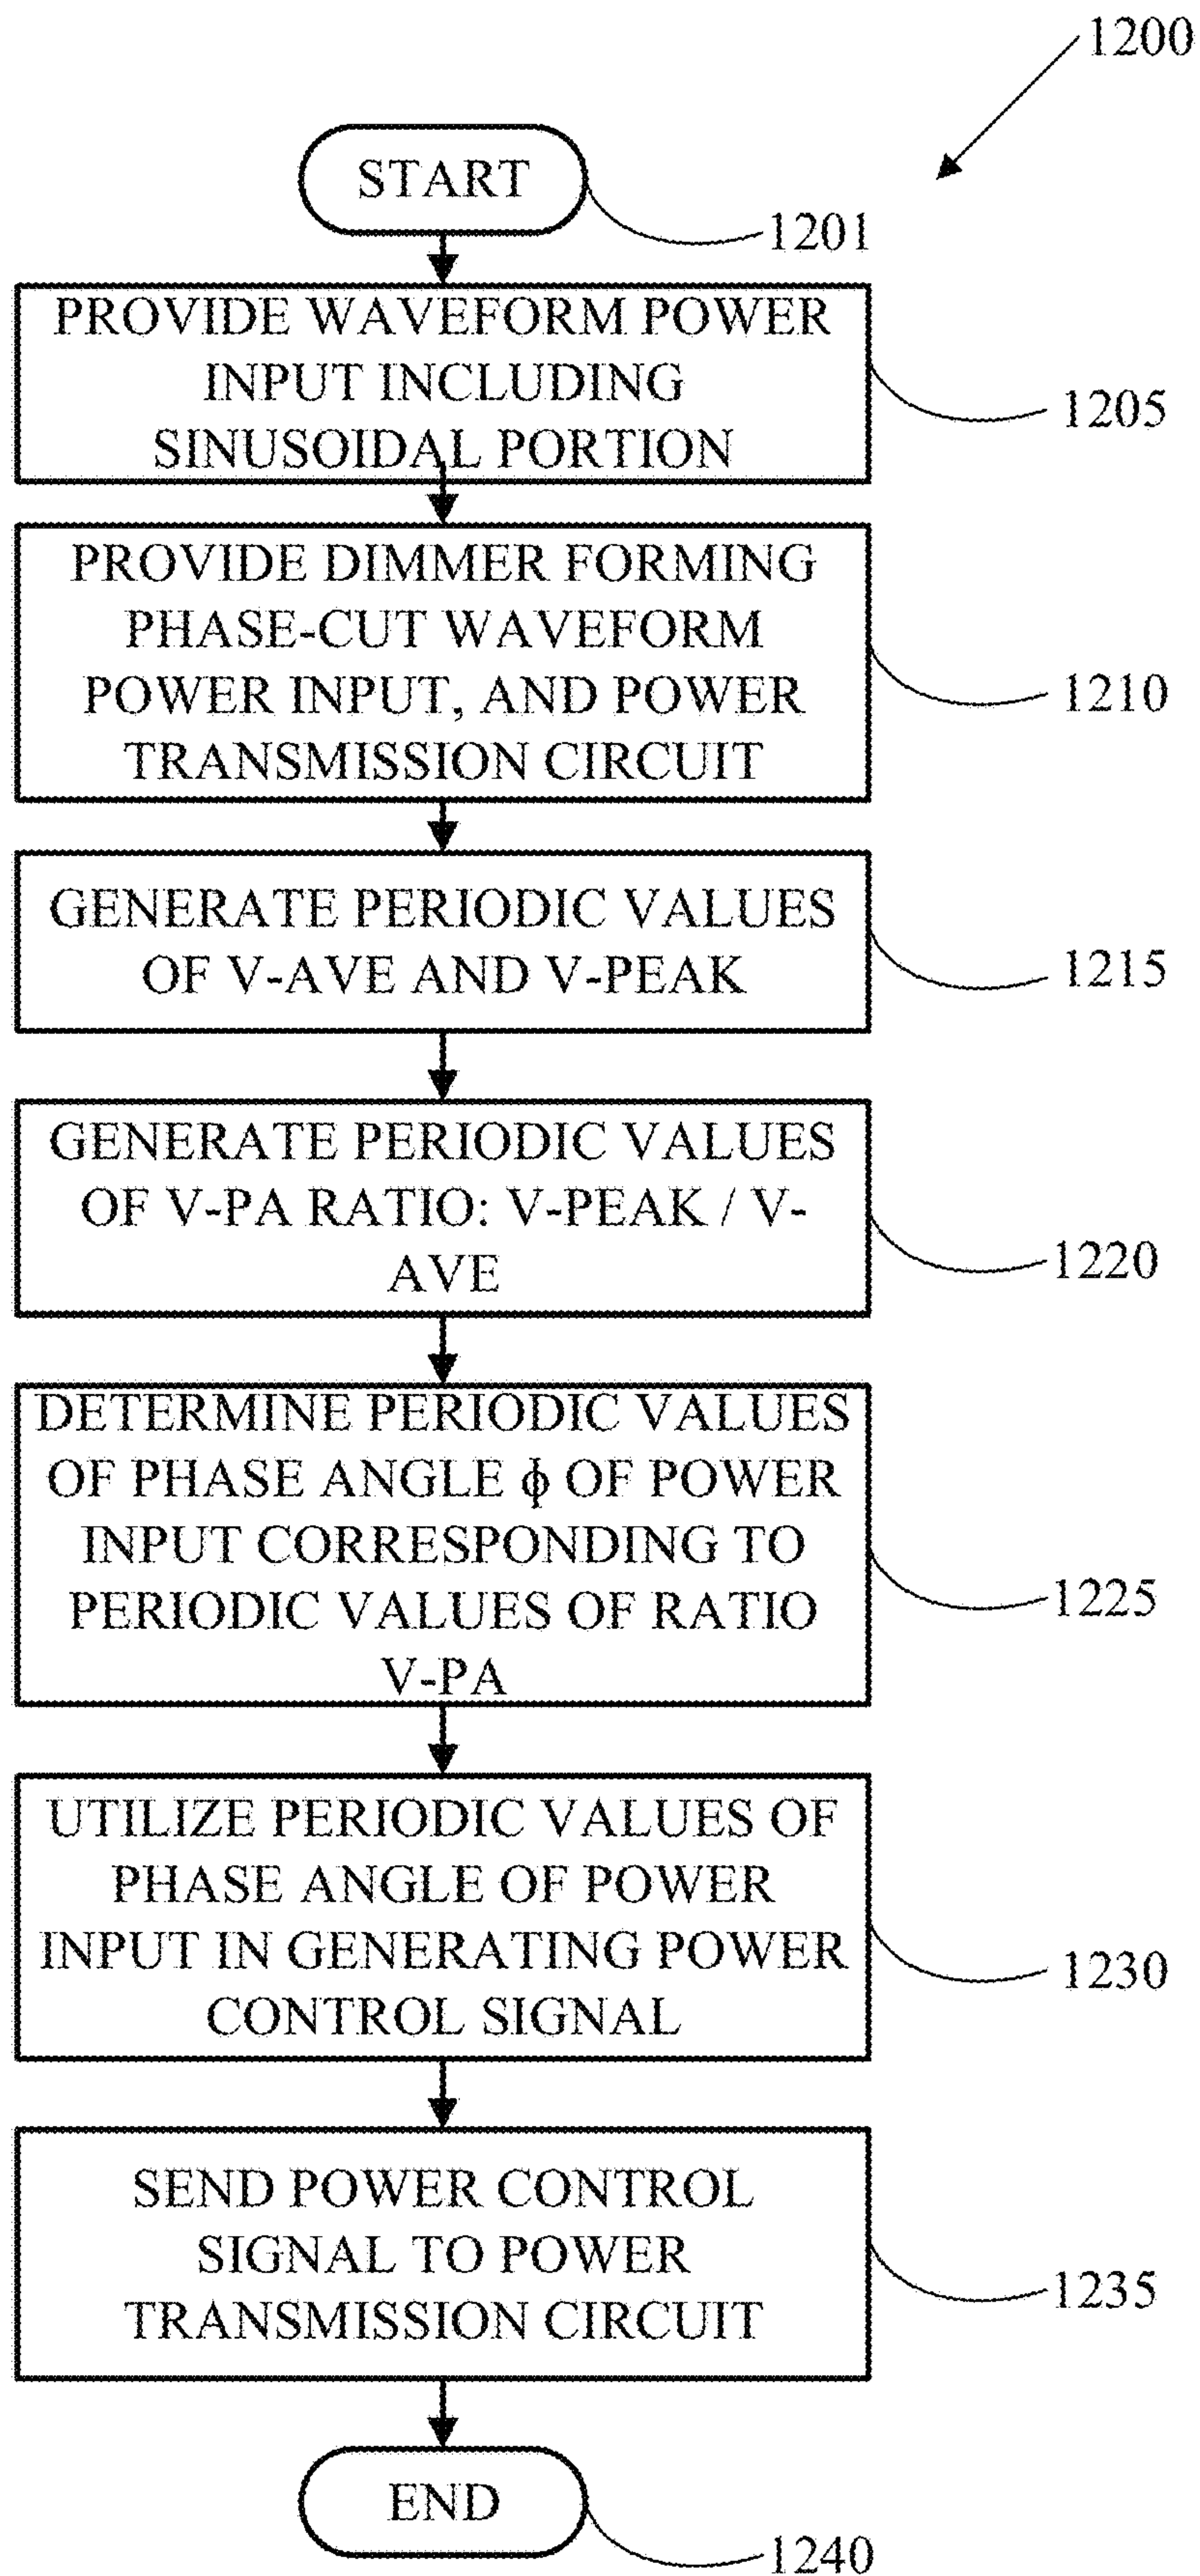 1200
START
1201
PROVIDE WAVEFORM POWER
INPUT INCLUDING
SINUSOIDAL PORTION
1205
PROVIDE DIMMER FORMING
PHASE-CUT WAVEFORM
POWER INPUT, AND POWER
TRANSMISSION CIRCUIT
1210
GENERATE PERIODIC VALUES
OF V-AVE AND V-PEAK
1215
GENERATE PERIODIC VALUES
OF V-PA RATIO: V-PEAK / V-
AVE
1220
DETERMINE PERIODIC VALUES
OF PHASE ANGLE ϕ OF POWER
INPUT CORRESPONDING TO
PERIODIC VALUES OF RATIO
V-PA
1225
UTILIZE PERIODIC VALUES OF
PHASE ANGLE OF POWER
INPUT IN GENERATING POWER
CONTROL SIGNAL
1230
SEND POWER CONTROL
SIGNAL TO POWER
TRANSMISSION CIRCUIT
1235
END
1240